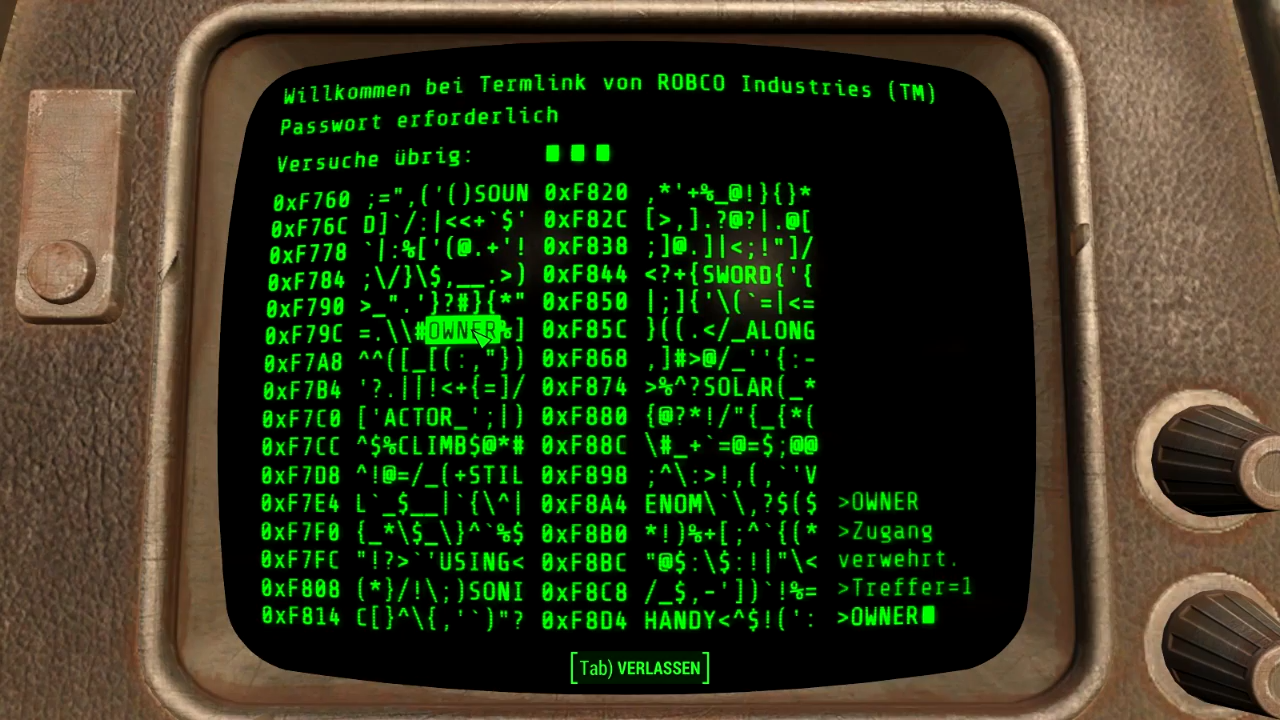 Willkommen bei Termlink von ROBCO Industries (TM)
Passwort erforderlich
Versuche übrig:
0xF760 ;=",('()SOUN 0xF820 ,*'+%_@!}{}*
0xF76C D]`/:|<<+`$' 0xF82C [>,].?@?|.@[
0xF778 `|:%['(@.+'! 0xF838 ;]@.]|<;!"]/
0xF784 ;\/}\$,__.>) 0xF844 <?+{SWORD{'{
0xF790 >_".'}?#}{*" 0xF850 |;]{'\(`=|<=
0xF79C =.\\#OWNER%] 0xF85C }((.</_ALONG
0xF7A8 ^^([_[(:,"}) 0xF868 ,]#>@/_''{:-
0xF7B4 '?.||!<+{=]/ 0xF874 >%^?SOLAR(_*
0xF7C0 ['ACTOR_';|) 0xF880 {@?*!/"{_{*(
0xF7CC ^$%CLIMB$@*# 0xF88C \#_+`=@=$;@@
0xF7D8 ^!@=/_(+STIL 0xF898 ;^\:>!,(,`'V
0xF7E4 L`_$__|`{\^| 0xF8A4 ENOM\`\,?$($ >OWNER
0xF7F0 {_*\$_\}^`%$ 0xF8B0 *!)%+[;^`{(* >Zugang
0xF7FC "!?>`'USING< 0xF8BC "@$:\$:!|"\< verwehrt.
0xF808 (*}/!\;)SONI 0xF8C8 /_$,-'])`!%= >Treffer=1
0xF814 C[}^\{,'`)"? 0xF8D4 HANDY<^$!(': >OWNER
[Tab) VERLASSEN]